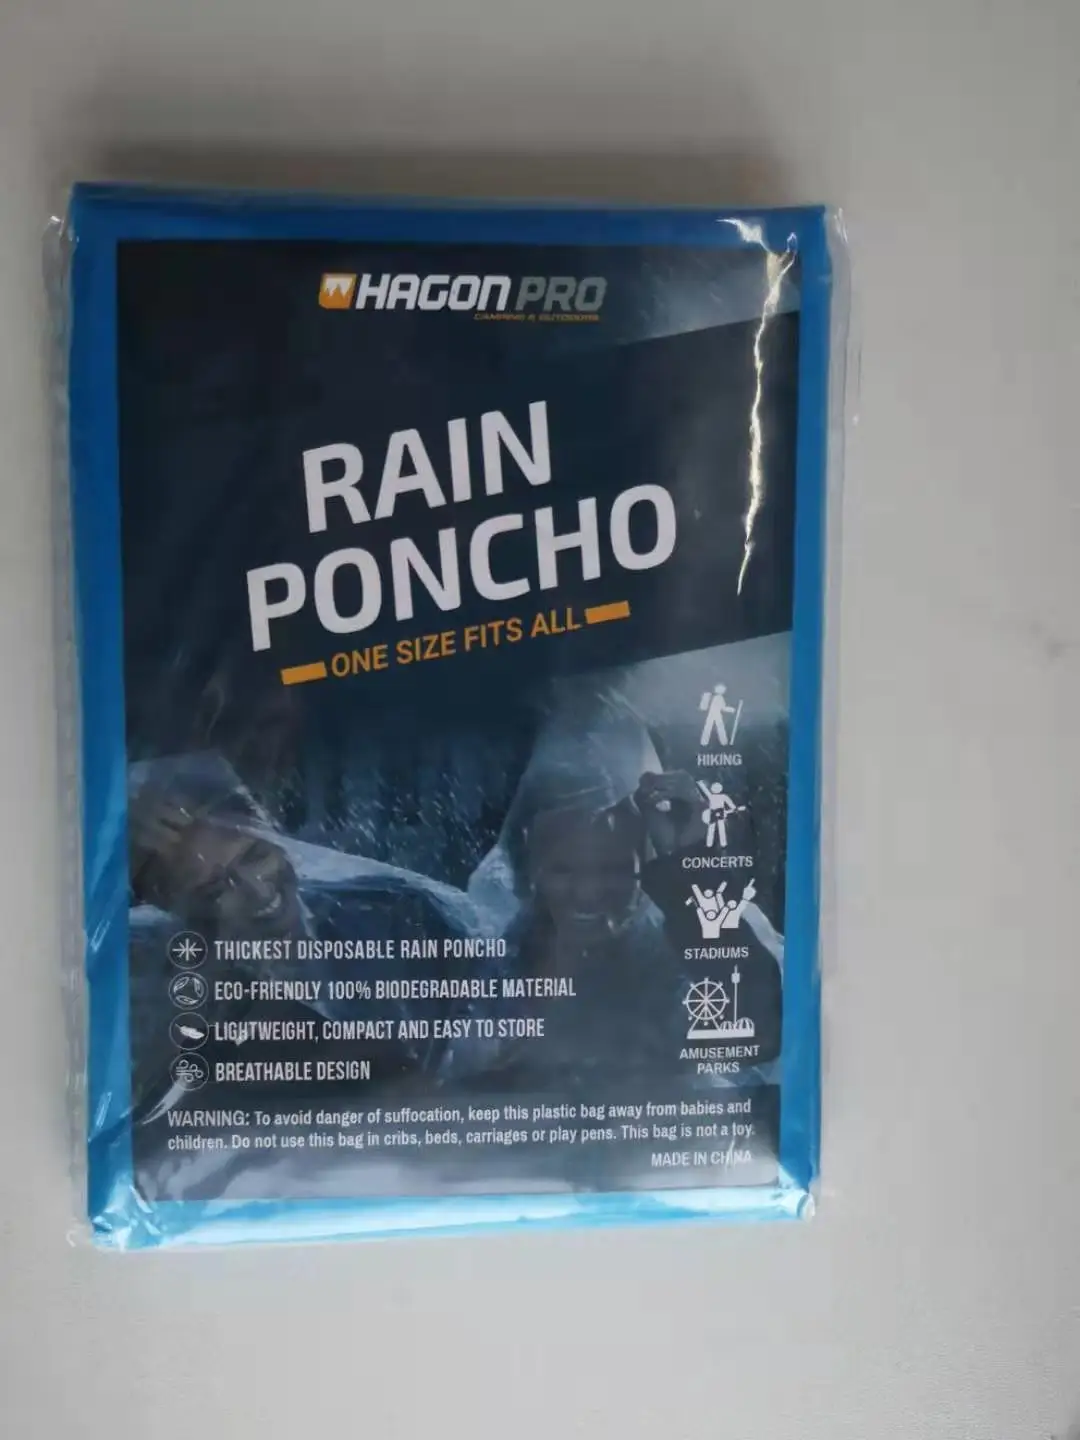 HAGON PRO
CAMPING & OUTDOORS
RAIN
PONCHO
ONE SIZE FITS ALL
HIKING
CONCERTS
STADIUMS
AMUSEMENT
PARKS
THICKEST DISPOSABLE RAIN PONCHO
ECO-FRIENDLY 100% BIODEGRADABLE MATERIAL
LIGHTWEIGHT, COMPACT AND EASY TO STORE
BREATHABLE DESIGN
WARNING: To avoid danger of suffocation, keep this plastic bag away from babies and
children. Do not use this bag in cribs, beds, carriages or play pens. This bag is not a toy.
MADE IN CHINA